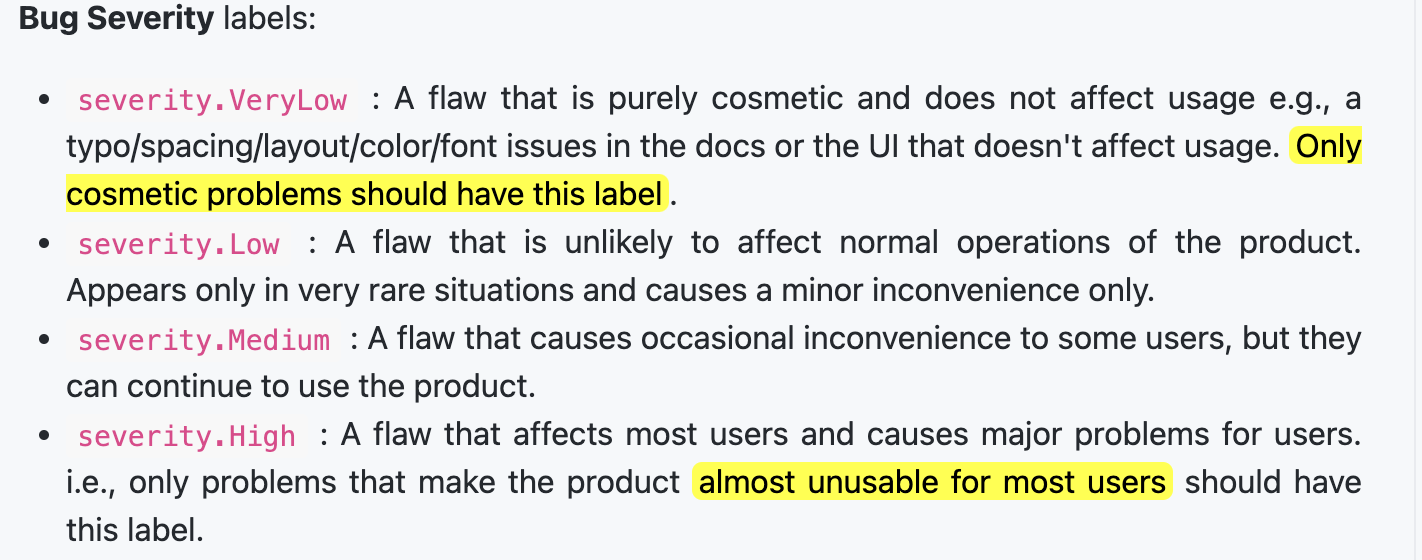 Bug Severity labels:
• severity.VeryLow : A flaw that is purely cosmetic and does not affect usage e.g., a
typo/spacing/layout/color/font issues in the docs or the UI that doesn't affect usage. Only
cosmetic problems should have this label.
• severity.Low : A flaw that is unlikely to affect normal operations of the product.
Appears only in very rare situations and causes a minor inconvenience only.
• severity.Medium : A flaw that causes occasional inconvenience to some users, but they
can continue to use the product.
• severity.High : A flaw that affects most users and causes major problems for users.
i.e., only problems that make the product almost unusable for most users should have
this label.